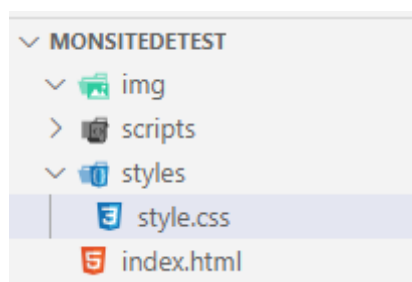 MONSITEDETEST
img
scripts
styles
style.css
index.html